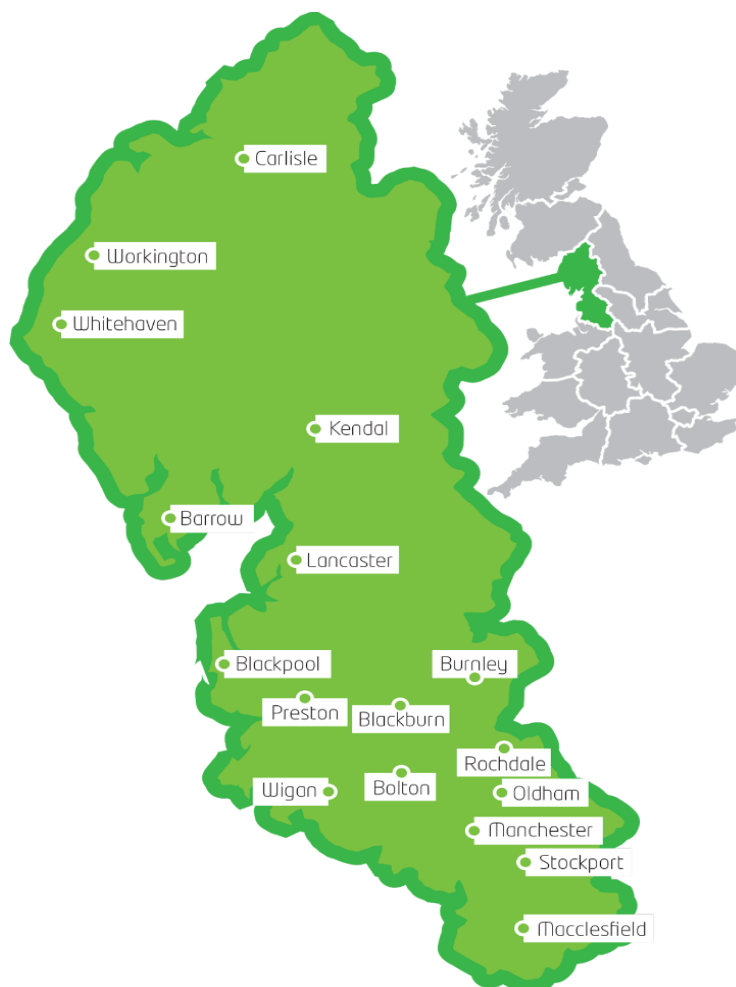 Carlisle
Workington
Whitehaven
Kendal
Barrow
Lancaster
Blackpool
Burnley
Preston
Blackburn
Rochdale
Wigan
Bolton
Oldham
Manchester
Stockport
Macclesfield